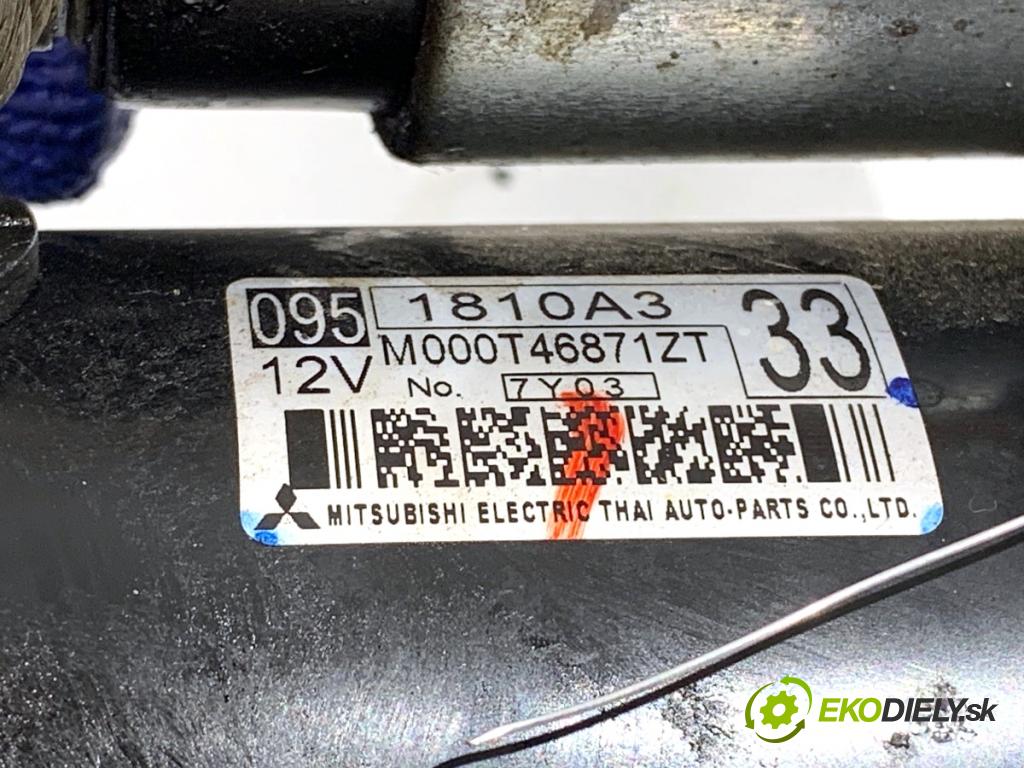 095 1810A3 33
12V M000T46871ZT
No. 7Y03
MITSUBISHI ELECTRIC THAI AUTO-PARTS CO.,LTD.
EKODIELY.sk